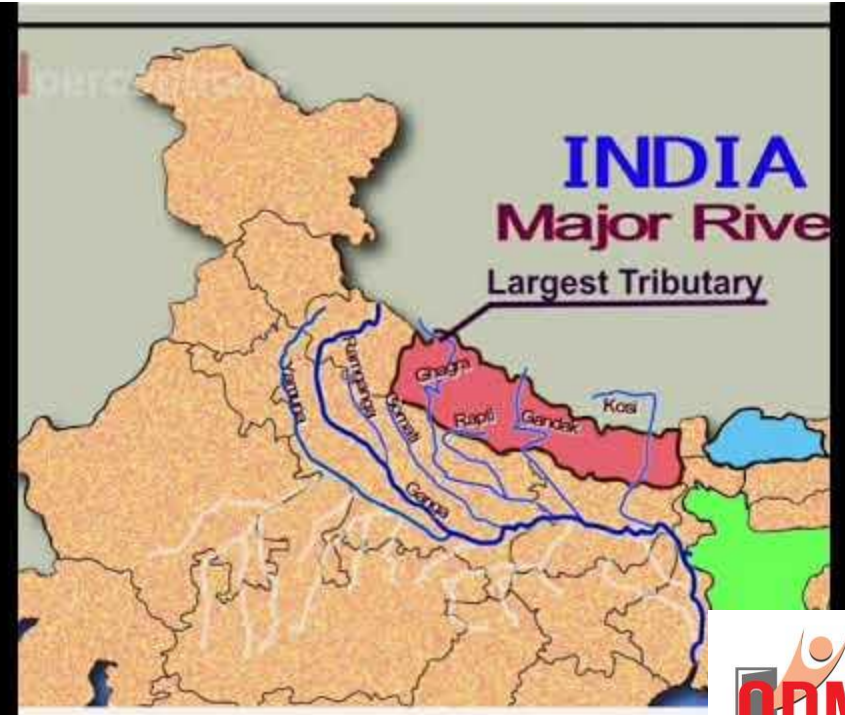 INDIA
Major Rive
Largest Tributary
Ghagra
Ramganga
Yamuna
Gomati
Rapti
Gandak
Kosi
Ganga